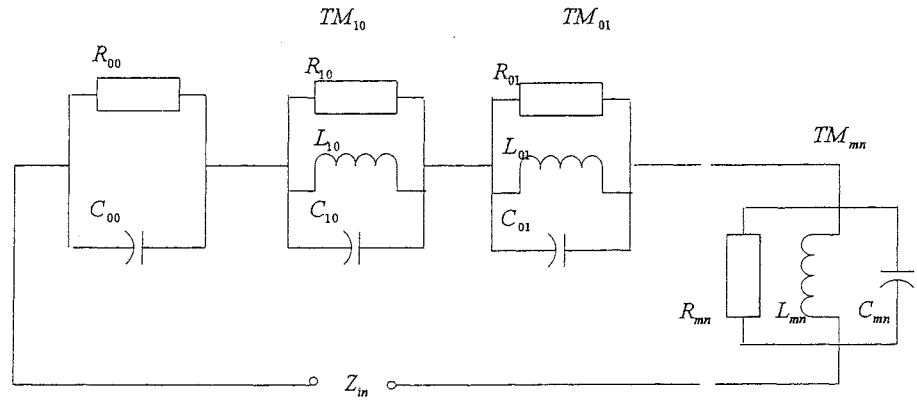 TM₁₀
TM₀₁
R₀₀
R₁₀
R₀₁
L₁₀
L₀₁
TMₘₙ
C₀₀
C₁₀
C₀₁
Rₘₙ
Lₘₙ
Cₘₙ
Zᵢₙ